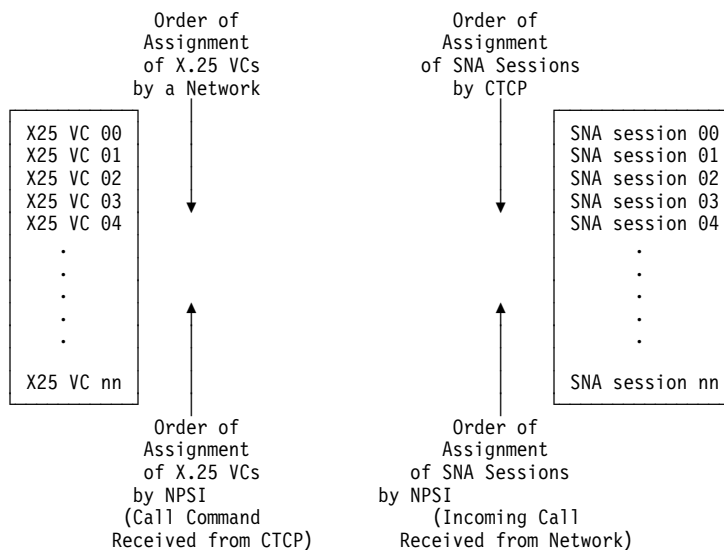 Order of Order of
Assignment Assignment
of X.25 VCs of SNA Sessions
by a Network by CTCP
X25 VC 00 SNA session 00
X25 VC 01 SNA session 01
X25 VC 02 SNA session 02
X25 VC 03 SNA session 03
X25 VC 04 SNA session 04
. .
. .
. .
. .
. .
X25 VC nn SNA session nn
Order of Order of
Assignment Assignment
of X.25 VCs of SNA Sessions
by NPSI by NPSI
(Call Command (Incoming Call
Received from CTCP) Received from Network)